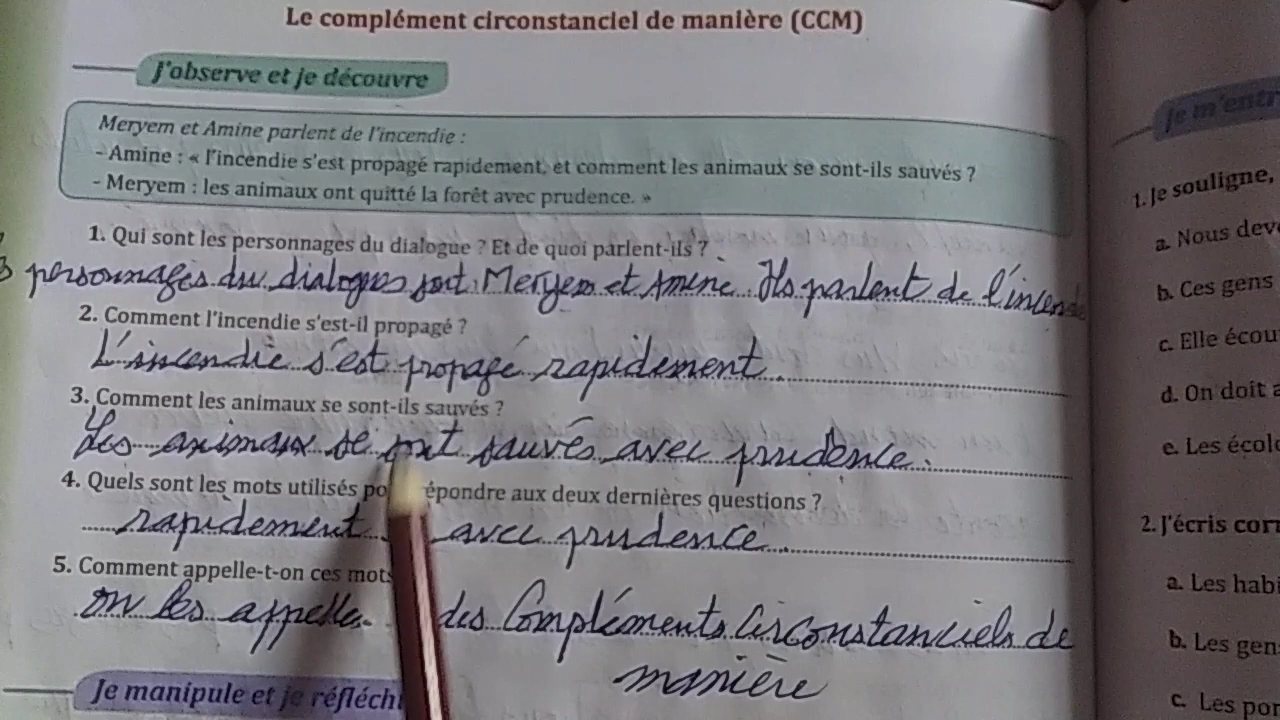 Le complément circonstanciel de manière (CCM)
J'observe et je découvre
Meryem et Amine parlent de l'incendie :
- Amine : « l'incendie s'est propagé rapidement, et comment les animaux se sont-ils sauvés ?
- Meryem : les animaux ont quitté la forêt avec prudence. »
1. Qui sont les personnages du dialogue ? Et de quoi parlent-ils ?
personnages du dialogue sont Meryem et Amine. Ils parlent de l'incend
2. Comment l'incendie s'est-il propagé ?
L'incendie s'est propagé rapidement.
3. Comment les animaux se sont-ils sauvés ?
Les animaux se sont sauvés avec prudence.
4. Quels sont les mots utilisés po épondre aux deux dernières questions ?
rapidement avec prudence
5. Comment appelle-t-on ces mots
on les appelle des Compléments Circonstanciels de
manière
Je manipule et je réfléch
Je m'entr
1. Je souligne,
a. Nous dev
b. Ces gens
c. Elle écou
d. On doit a
e. Les écol
2. J'écris cor
a. Les habi
b. Les gen
c. Les po